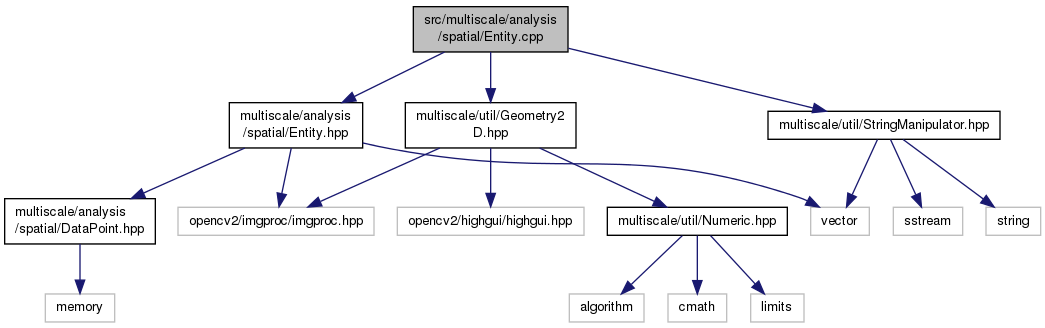 src/multiscale/analysis
/spatial/Entity.cpp
multiscale/analysis
/spatial/Entity.hpp
multiscale/util/Geometry2
D.hpp
multiscale/util/StringManipulator.hpp
multiscale/analysis
/spatial/DataPoint.hpp
opencv2/imgproc/imgproc.hpp
opencv2/highgui/highgui.hpp
multiscale/util/Numeric.hpp
vector
sstream
string
memory
algorithm
cmath
limits